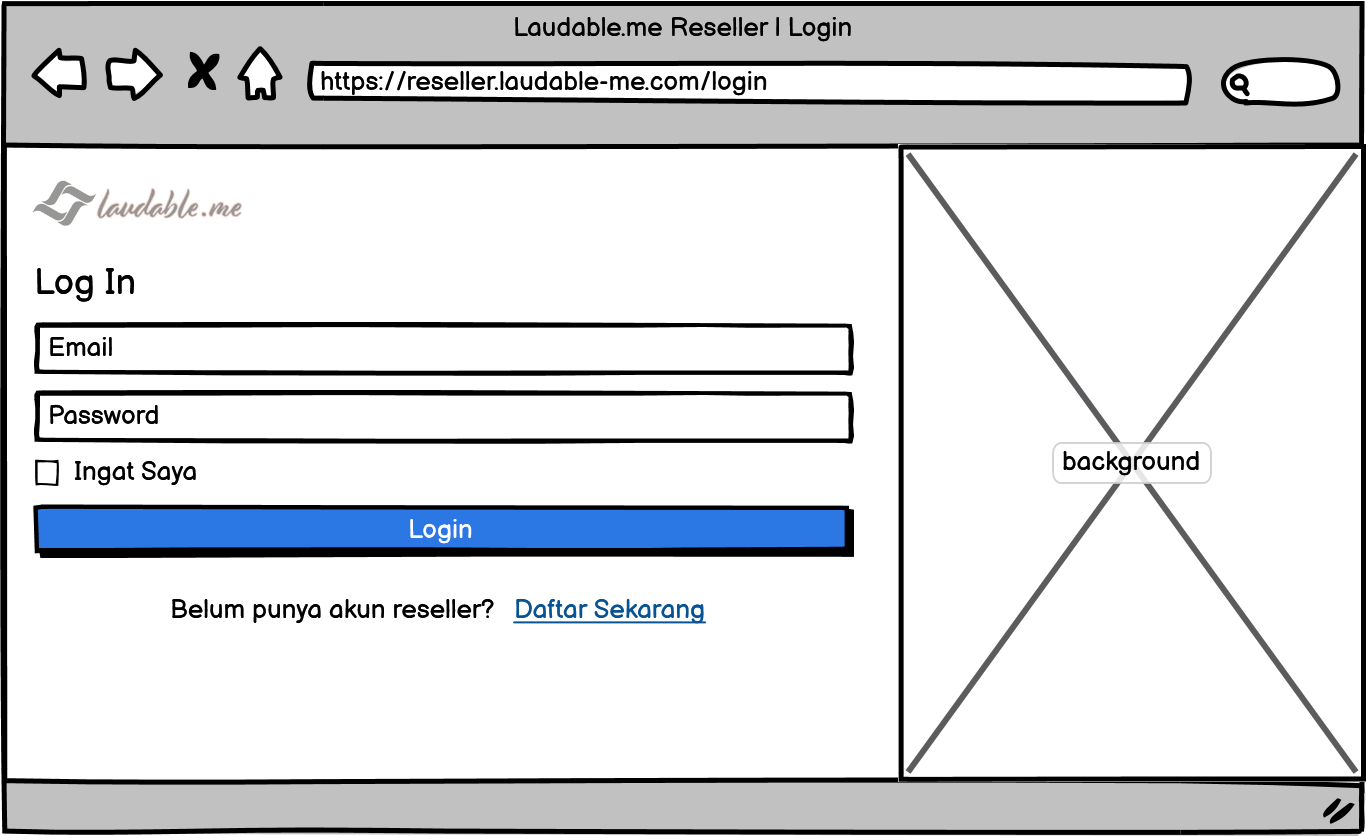 Laudable.me Reseller | Login
https://reseller.laudable-me.com/login
laudable.me
Log In
Email
Password
Ingat Saya
Login
Belum punya akun reseller? Daftar Sekarang
background